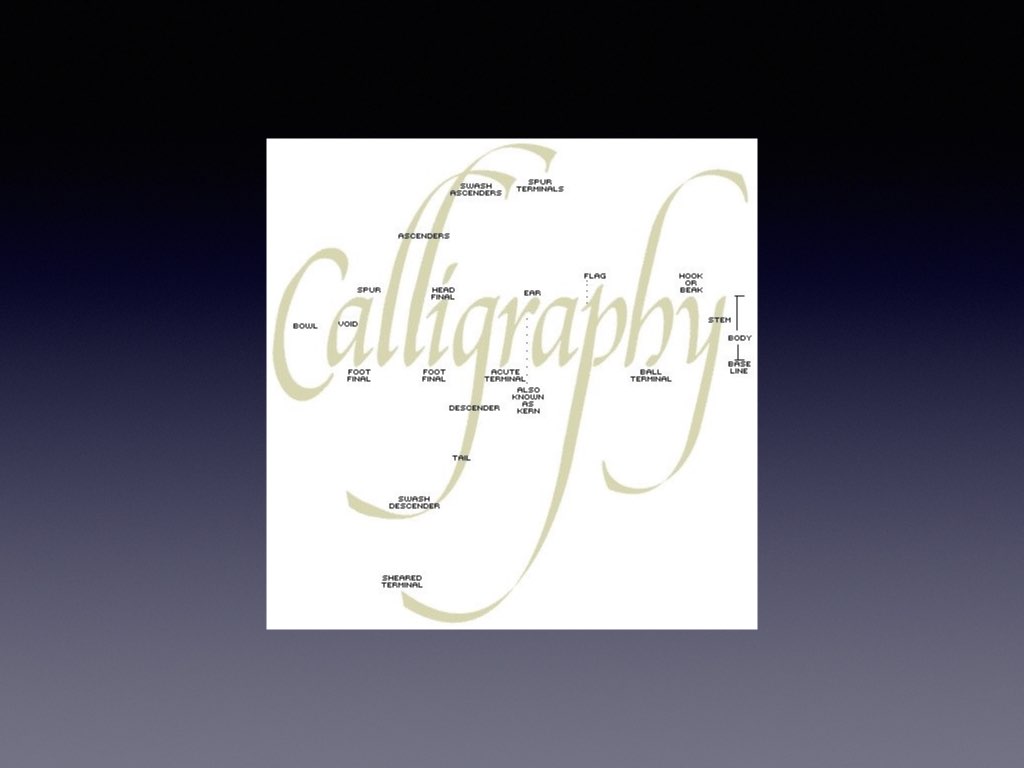 Calligraphy
SWASH
ASCENDERS
SPUR
TERMINALS
ASCENDERS
SPUR
HEAD
FINAL
EAR
FLAG
HOOK
OR
BEAK
BOWL
VOID
STEM
BODY
BASE
LINE
FOOT
FINAL
FOOT
FINAL
ACUTE
TERMINAL
ALSO
KNOWN
AS
KERN
BALL
TERMINAL
DESCENDER
TAIL
SWASH
DESCENDER
SHEARED
TERMINAL